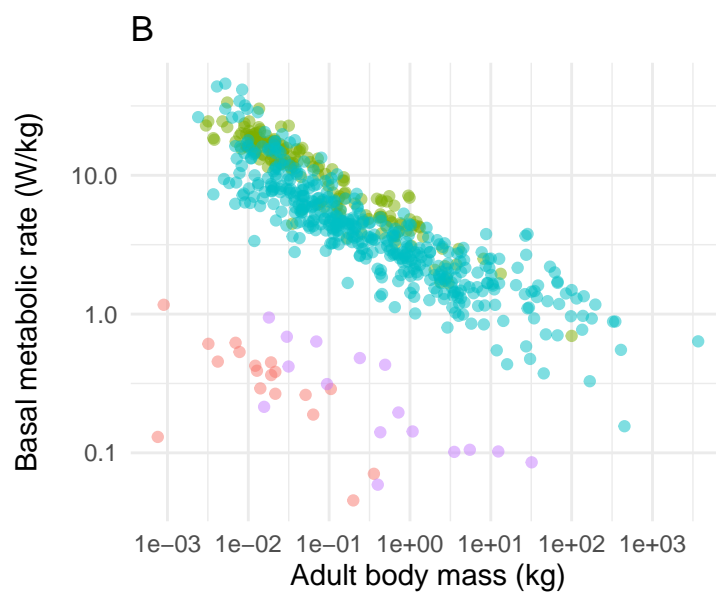 B
Basal metabolic rate (W/kg)
10.0
1.0
0.1
1e−03 1e−02 1e−01 1e+00 1e+01 1e+02 1e+03
Adult body mass (kg)